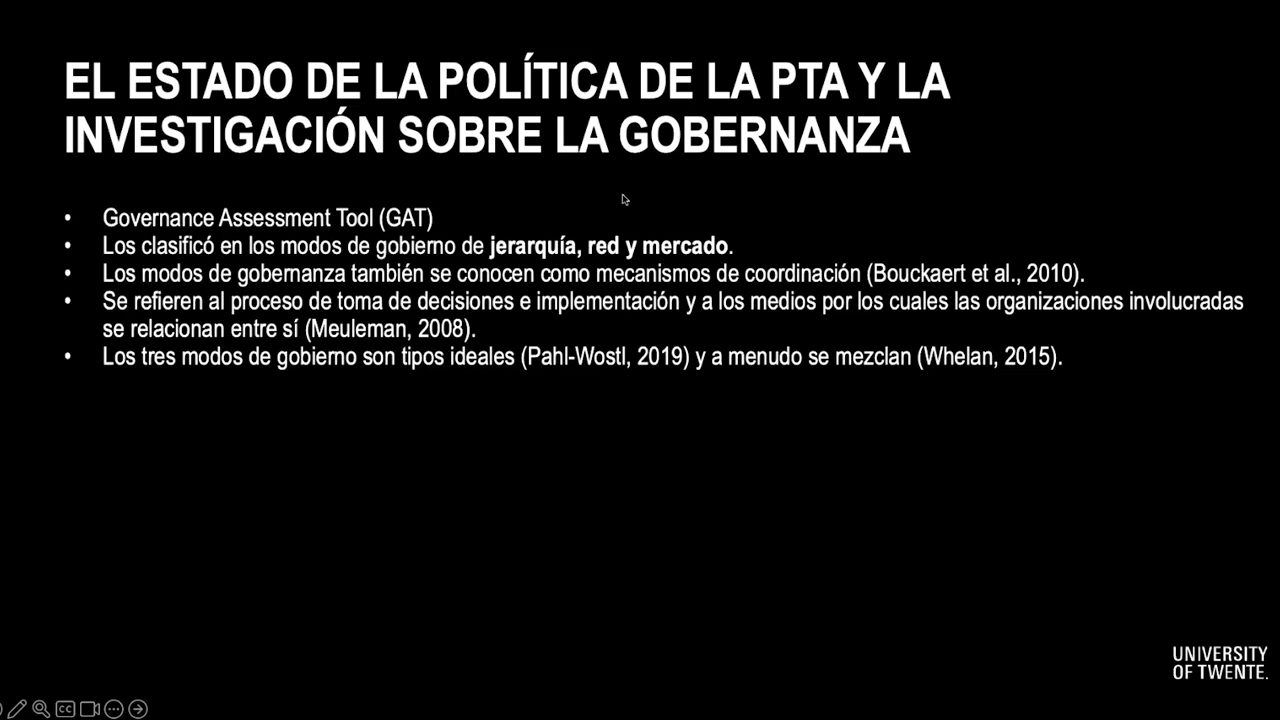 EL ESTADO DE LA POLÍTICA DE LA PTA Y LA
INVESTIGACIÓN SOBRE LA GOBERNANZA
• Governance Assessment Tool (GAT)
• Los clasificó en los modos de gobierno de jerarquía, red y mercado.
• Los modos de gobernanza también se conocen como mecanismos de coordinación (Bouckaert et al., 2010).
• Se refieren al proceso de toma de decisiones e implementación y a los medios por los cuales las organizaciones involucradas
se relacionan entre sí (Meuleman, 2008).
• Los tres modos de gobierno son tipos ideales (Pahl-Wostl, 2019) y a menudo se mezclan (Whelan, 2015).
UNIVERSITY
OF TWENTE.
CC